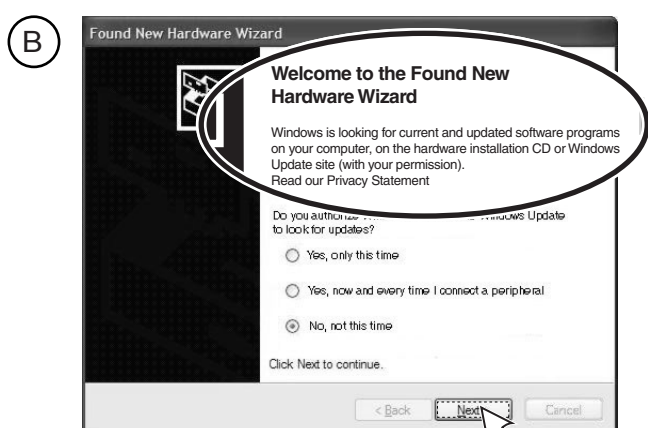 B
Found New Hardware Wizard
Welcome to the Found New
Hardware Wizard
Windows is looking for current and updated software programs
on your computer, on the hardware installation CD or Windows
Update site (with your permission).
Read our Privacy Statement
Do you authorize Windows Update
to look for updates?
Yes, only this time
Yes, now and every time I connect a peripheral
No, not this time
Click Next to continue.
< Back
Next
Cancel